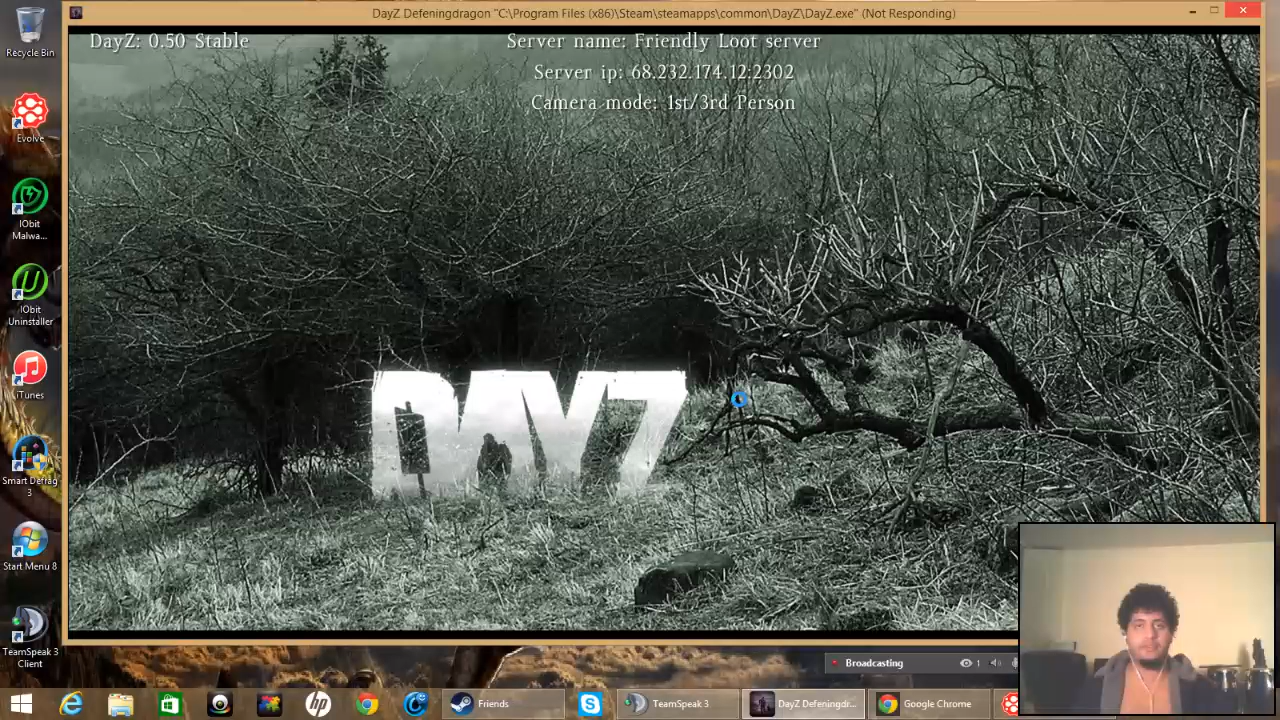 DayZ Defeningdragon "C:\Program Files (x86)\Steam\steamapps\common\DayZ\DayZ.exe" (Not Responding)
DayZ: 0.50 Stable
Server name: Friendly Loot server
Server ip: 68.232.174.12:2302
Camera mode: 1st/3rd Person
Recycle Bin
Evolve
IObit
Malwa...
IObit
Uninstaller
iTunes
Smart Defrag
3
Start Menu 8
TeamSpeak 3
Client
DAYZ
Broadcasting
1
Friends
TeamSpeak 3
DayZ Defeningdr...
Google Chrome
hp